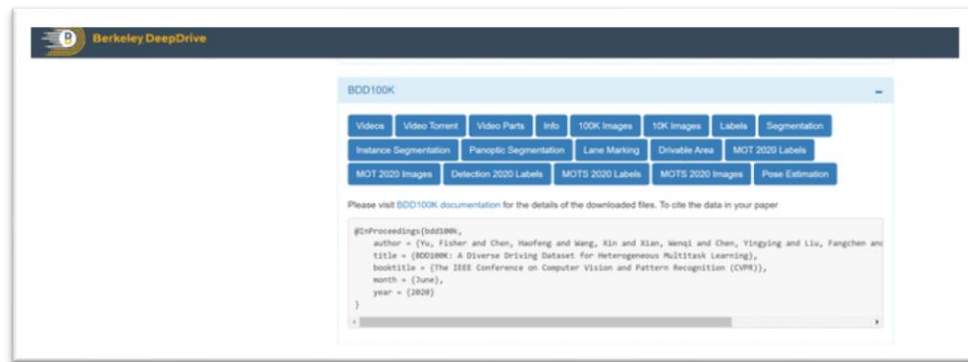 Berkeley DeepDrive
BDD100K
Videos Video Torrent Video Parts Info 100K Images 10K Images Labels Segmentation
Instance Segmentation Panoptic Segmentation Lane Marking Drivable Area MOT 2020 Labels
MOT 2020 Images Detection 2020 Labels MOTS 2020 Labels MOTS 2020 Images Pose Estimation
Please visit BDD100K documentation for the details of the downloaded files. To cite the data in your paper
@InProceedings{bdd100k,
author = {Yu, Fisher and Chen, Haofeng and Wang, Xin and Xian, Wenqi and Chen, Yingying and Liu, Fangchen and
title = {BDD100K: A Diverse Driving Dataset for Heterogeneous Multitask Learning},
booktitle = {The IEEE Conference on Computer Vision and Pattern Recognition (CVPR)},
month = {June},
year = {2020}
}